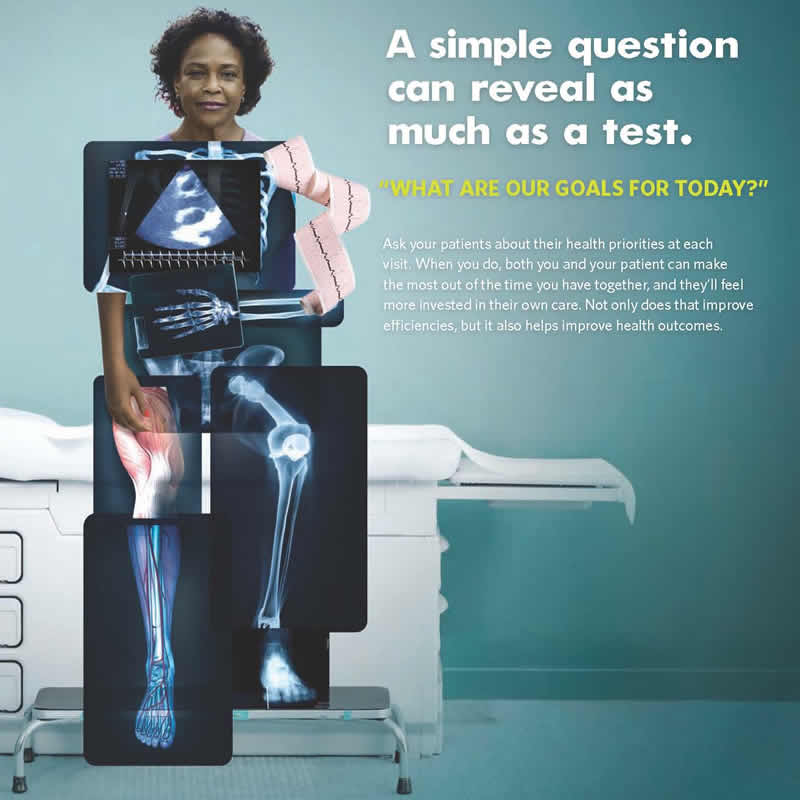 A simple question
can reveal as
much as a test.
"WHAT ARE OUR GOALS FOR TODAY?"
Ask your patients about their health priorities at each
visit. When you do, both you and your patient can make
the most out of the time you have together, and they'll feel
more invested in their own care. Not only does that improve
efficiencies, but it also helps improve health outcomes.